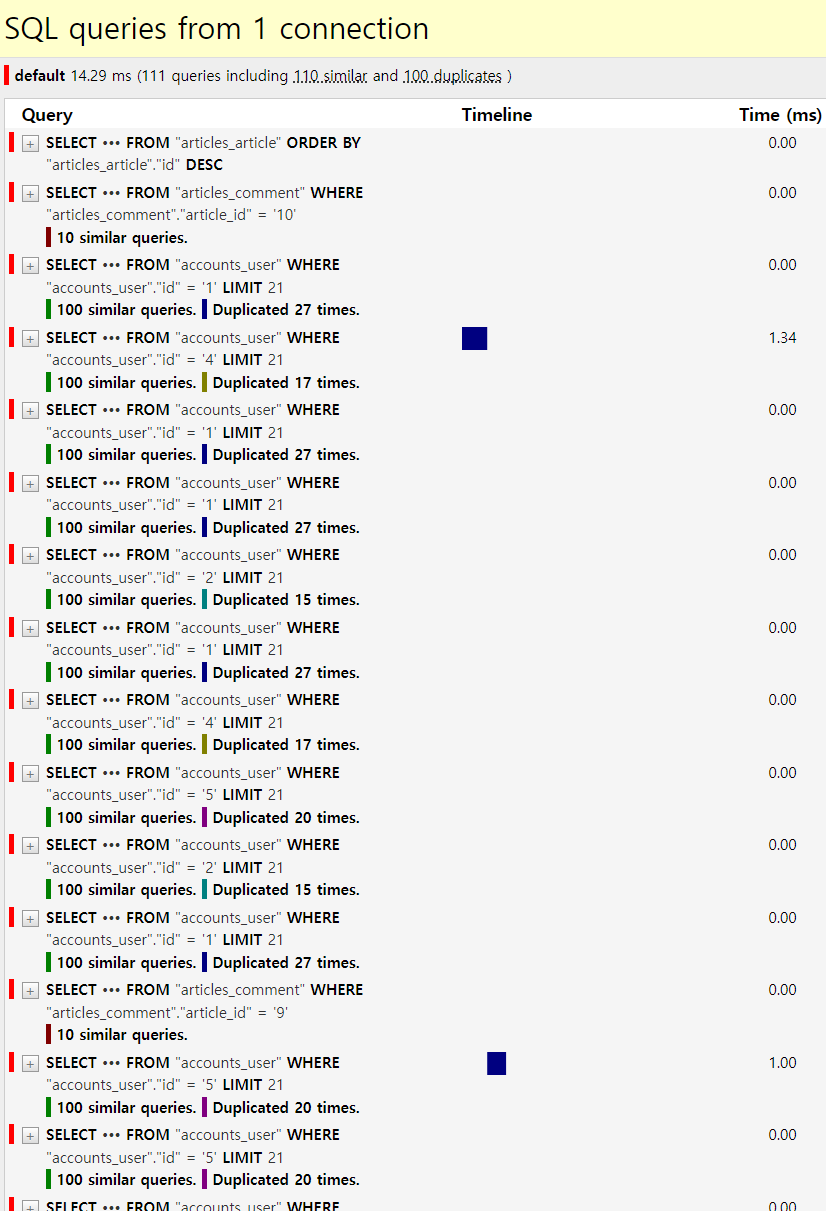 SQL queries from 1 connection
default 14.29 ms (111 queries including 110 similar and 100 duplicates )
Query Timeline Time (ms)
+ SELECT ••• FROM "articles_article" ORDER BY 0.00
"articles_article"."id" DESC
+ SELECT ••• FROM "articles_comment" WHERE 0.00
"articles_comment"."article_id" = '10'
10 similar queries.
+ SELECT ••• FROM "accounts_user" WHERE 0.00
"accounts_user"."id" = '1' LIMIT 21
100 similar queries. Duplicated 27 times.
+ SELECT ••• FROM "accounts_user" WHERE 1.34
"accounts_user"."id" = '4' LIMIT 21
100 similar queries. Duplicated 17 times.
+ SELECT ••• FROM "accounts_user" WHERE 0.00
"accounts_user"."id" = '1' LIMIT 21
100 similar queries. Duplicated 27 times.
+ SELECT ••• FROM "accounts_user" WHERE 0.00
"accounts_user"."id" = '1' LIMIT 21
100 similar queries. Duplicated 27 times.
+ SELECT ••• FROM "accounts_user" WHERE 0.00
"accounts_user"."id" = '2' LIMIT 21
100 similar queries. Duplicated 15 times.
+ SELECT ••• FROM "accounts_user" WHERE 0.00
"accounts_user"."id" = '1' LIMIT 21
100 similar queries. Duplicated 27 times.
+ SELECT ••• FROM "accounts_user" WHERE 0.00
"accounts_user"."id" = '4' LIMIT 21
100 similar queries. Duplicated 17 times.
+ SELECT ••• FROM "accounts_user" WHERE 0.00
"accounts_user"."id" = '5' LIMIT 21
100 similar queries. Duplicated 20 times.
+ SELECT ••• FROM "accounts_user" WHERE 0.00
"accounts_user"."id" = '2' LIMIT 21
100 similar queries. Duplicated 15 times.
+ SELECT ••• FROM "accounts_user" WHERE 0.00
"accounts_user"."id" = '1' LIMIT 21
100 similar queries. Duplicated 27 times.
+ SELECT ••• FROM "articles_comment" WHERE 0.00
"articles_comment"."article_id" = '9'
10 similar queries.
+ SELECT ••• FROM "accounts_user" WHERE 1.00
"accounts_user"."id" = '5' LIMIT 21
100 similar queries. Duplicated 20 times.
+ SELECT ••• FROM "accounts_user" WHERE 0.00
"accounts_user"."id" = '5' LIMIT 21
100 similar queries. Duplicated 20 times.
+ SELECT ••• FROM "accounts_user" WHERE 0.00